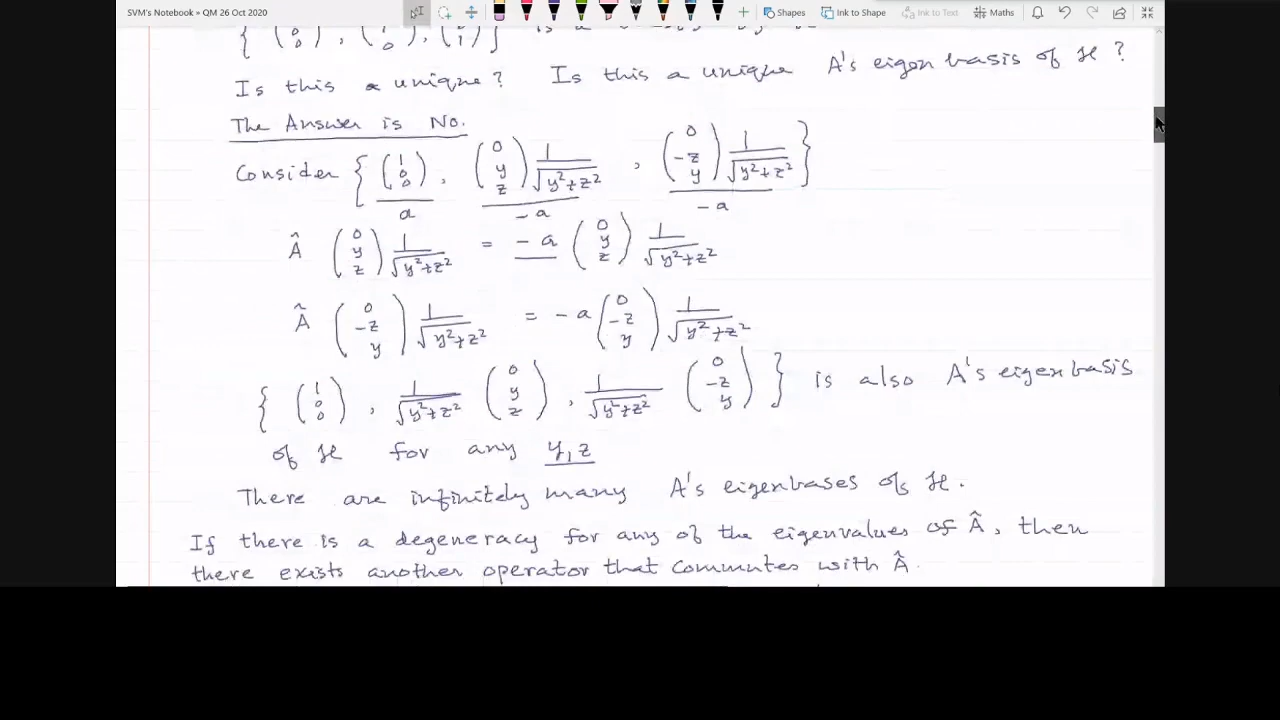 SVM's Notebook » QM 26 Oct 2020
Shapes Ink to Shape Ink to Text Maths
{ ( 0 ) , ( 0 ) , ( 1 ) } is a
Is this a unique? Is this a unique A's eigen basis of ℋ ?
The Answer is No.
Consider { (1 0 0), (0 y z) 1/√(y²+z²) , (0 -z y) 1/√(y²+z²) }
a -a -a
Â (0 y z) 1/√(y²+z²) = -a (0 y z) 1/√(y²+z²)
Â (0 -z y) 1/√(y²+z²) = -a (0 -z y) 1/√(y²+z²)
{ (1 0 0) , 1/√(y²+z²) (0 y z) , 1/√(y²+z²) (0 -z y) } is also A's eigenbasis
of ℋ for any y, z
There are infinitely many A's eigenbases of ℋ.
If there is a degeneracy for any of the eigenvalues of Â, then
there exists another operator that commutes with Â.